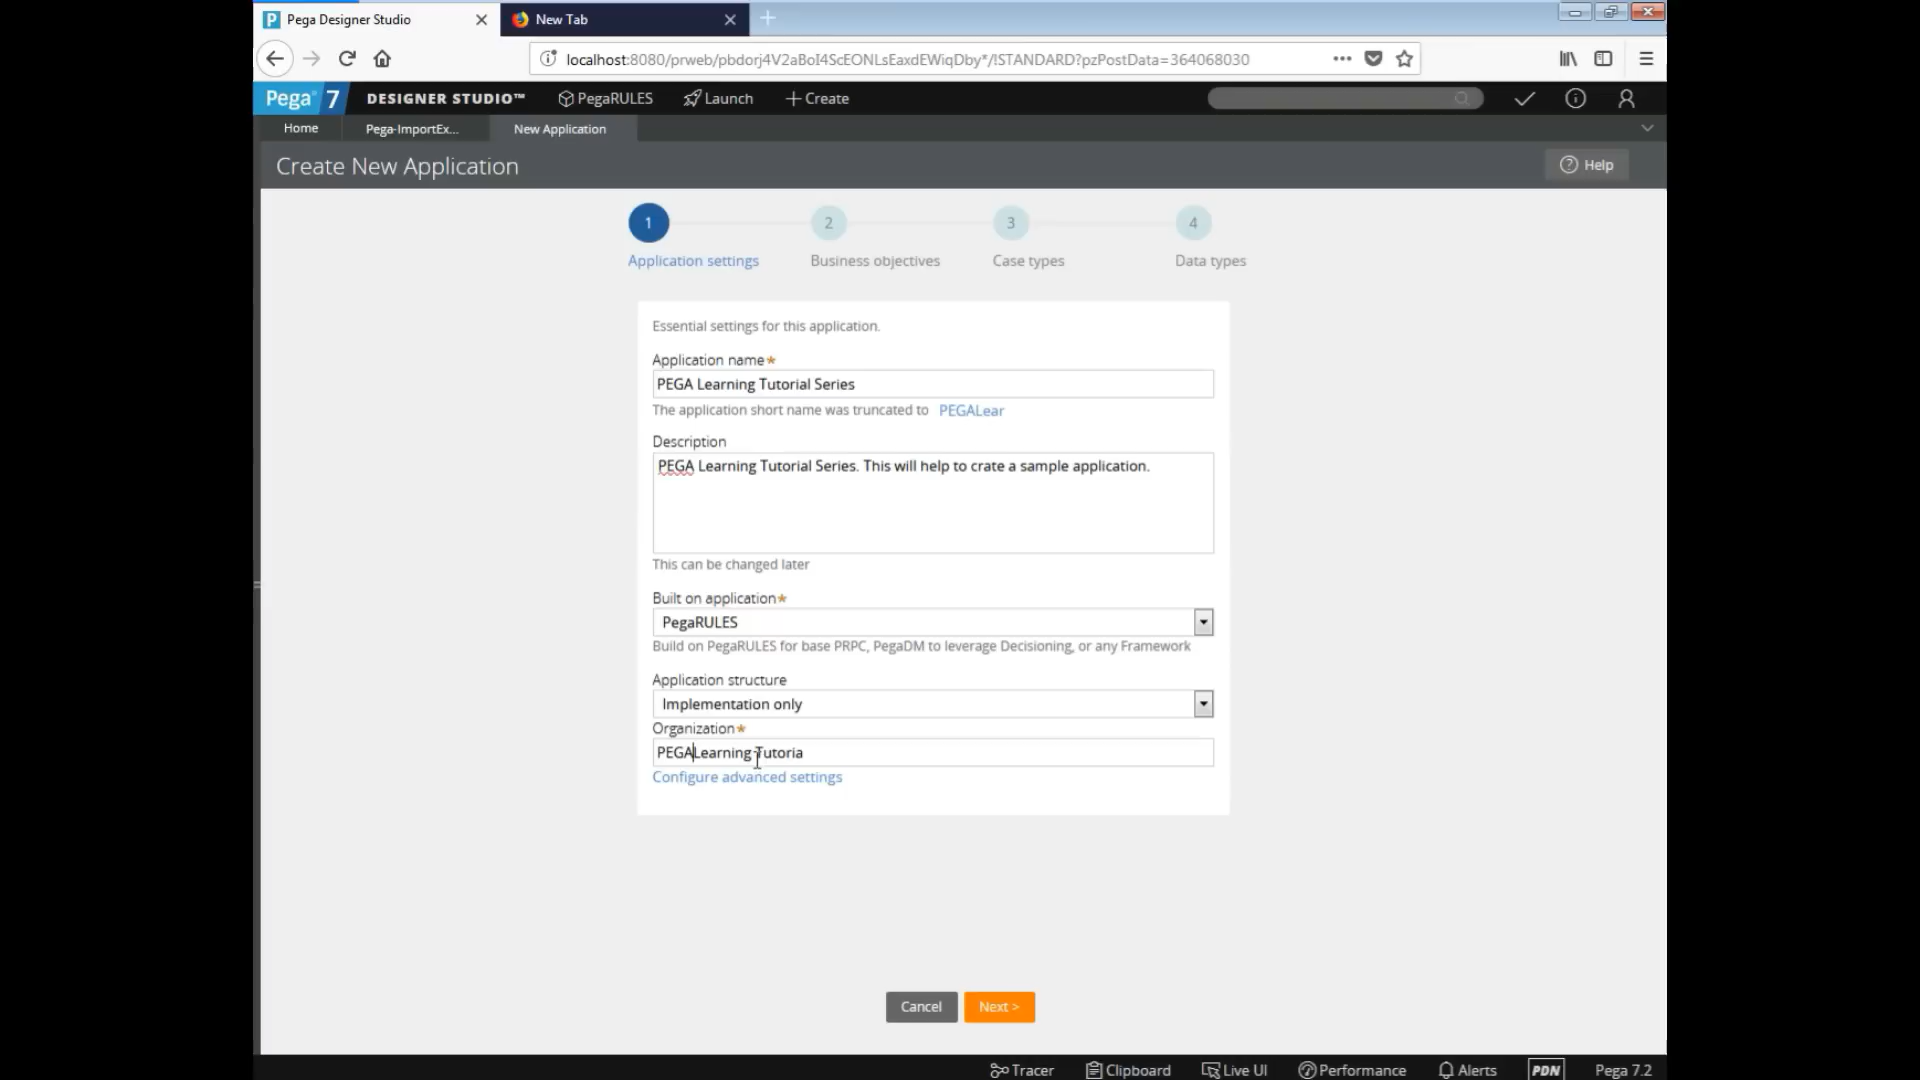 Pega Designer Studio
New Tab
localhost:8080/prweb/pbdorj4V2aBoI4ScEONLsEaxdEWiqDby*/!STANDARD?pzPostData=364068030
Pega 7 DESIGNER STUDIO™ PegaRULES Launch Create
Home Pega-ImportEx... New Application
Create New Application
Help
1 2 3 4
Application settings Business objectives Case types Data types
Essential settings for this application.
Application name*
PEGA Learning Tutorial Series
The application short name was truncated to PEGALear
Description
PEGA Learning Tutorial Series. This will help to crate a sample application.
This can be changed later
Built on application*
PegaRULES
Build on PegaRULES for base PRPC, PegaDM to leverage Decisioning, or any Framework
Application structure
Implementation only
Organization*
PEGALearning Tutoria
Configure advanced settings
Cancel Next >
Tracer Clipboard Live UI Performance Alerts PDN Pega 7.2